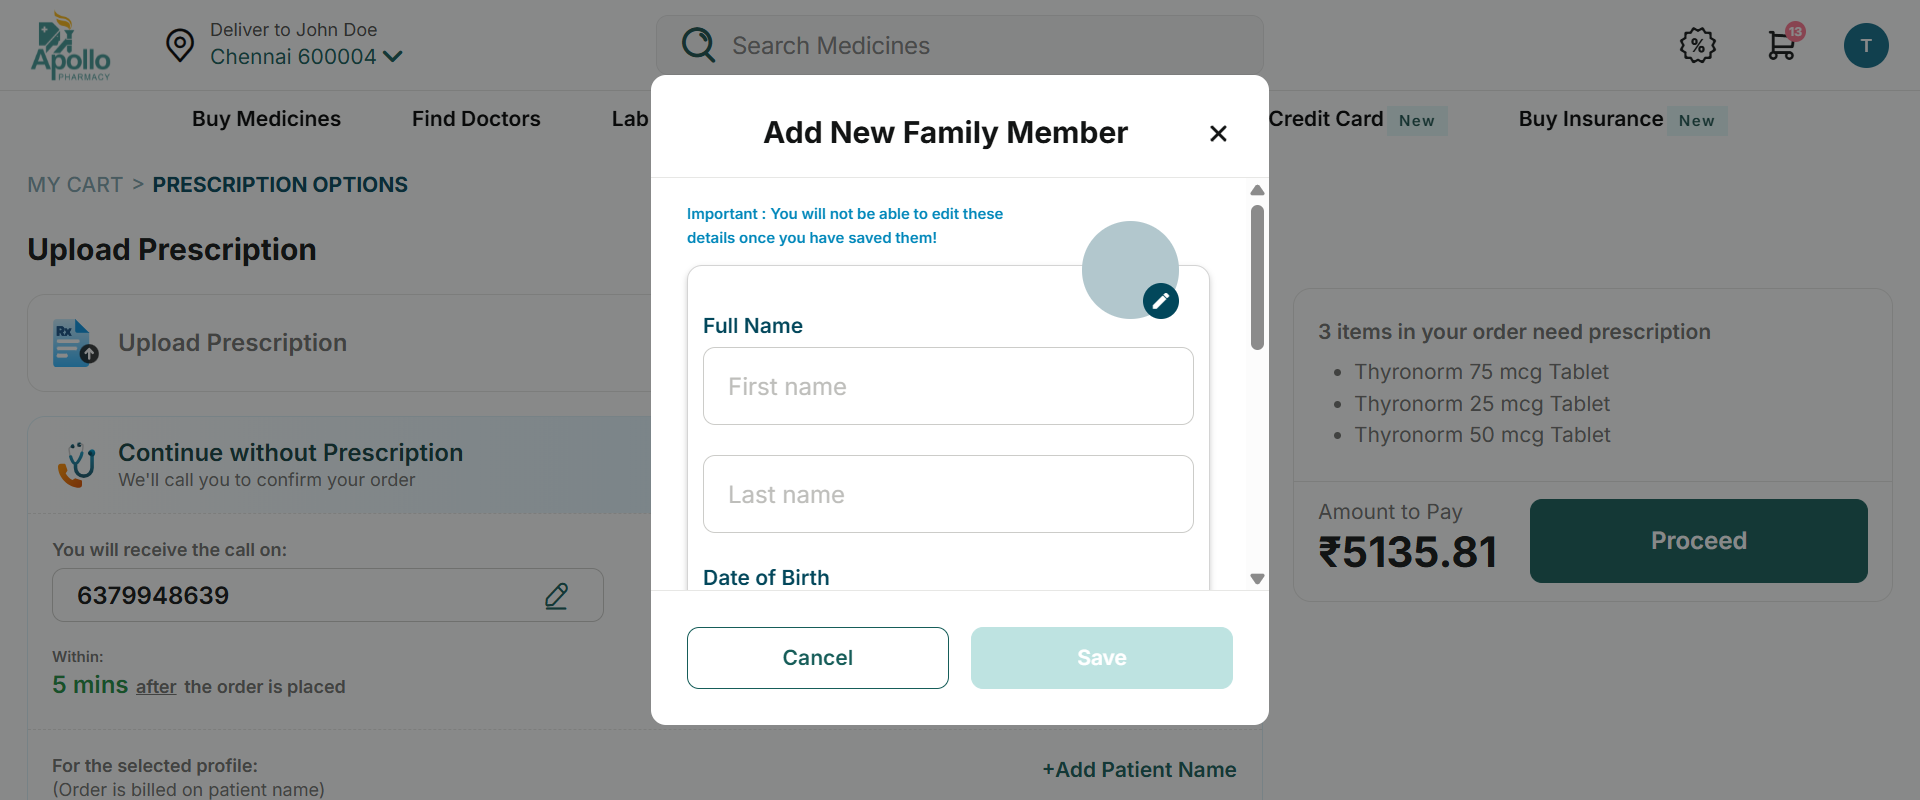 Apollo
PHARMACY
Deliver to John Doe
Chennai 600004
Search Medicines
%
13
T
Buy Medicines
Find Doctors
Lab
Credit Card
New
Buy Insurance
New
MY CART > PRESCRIPTION OPTIONS
Upload Prescription
Rx
Upload Prescription
Continue without Prescription
We'll call you to confirm your order
You will receive the call on:
6379948639
Within:
5 mins after the order is placed
For the selected profile:
(Order is billed on patient name)
+Add Patient Name
Add New Family Member
Important : You will not be able to edit these
details once you have saved them!
Full Name
First name
Last name
Date of Birth
Cancel
Save
3 items in your order need prescription
• Thyronorm 75 mcg Tablet
• Thyronorm 25 mcg Tablet
• Thyronorm 50 mcg Tablet
Amount to Pay
₹5135.81
Proceed